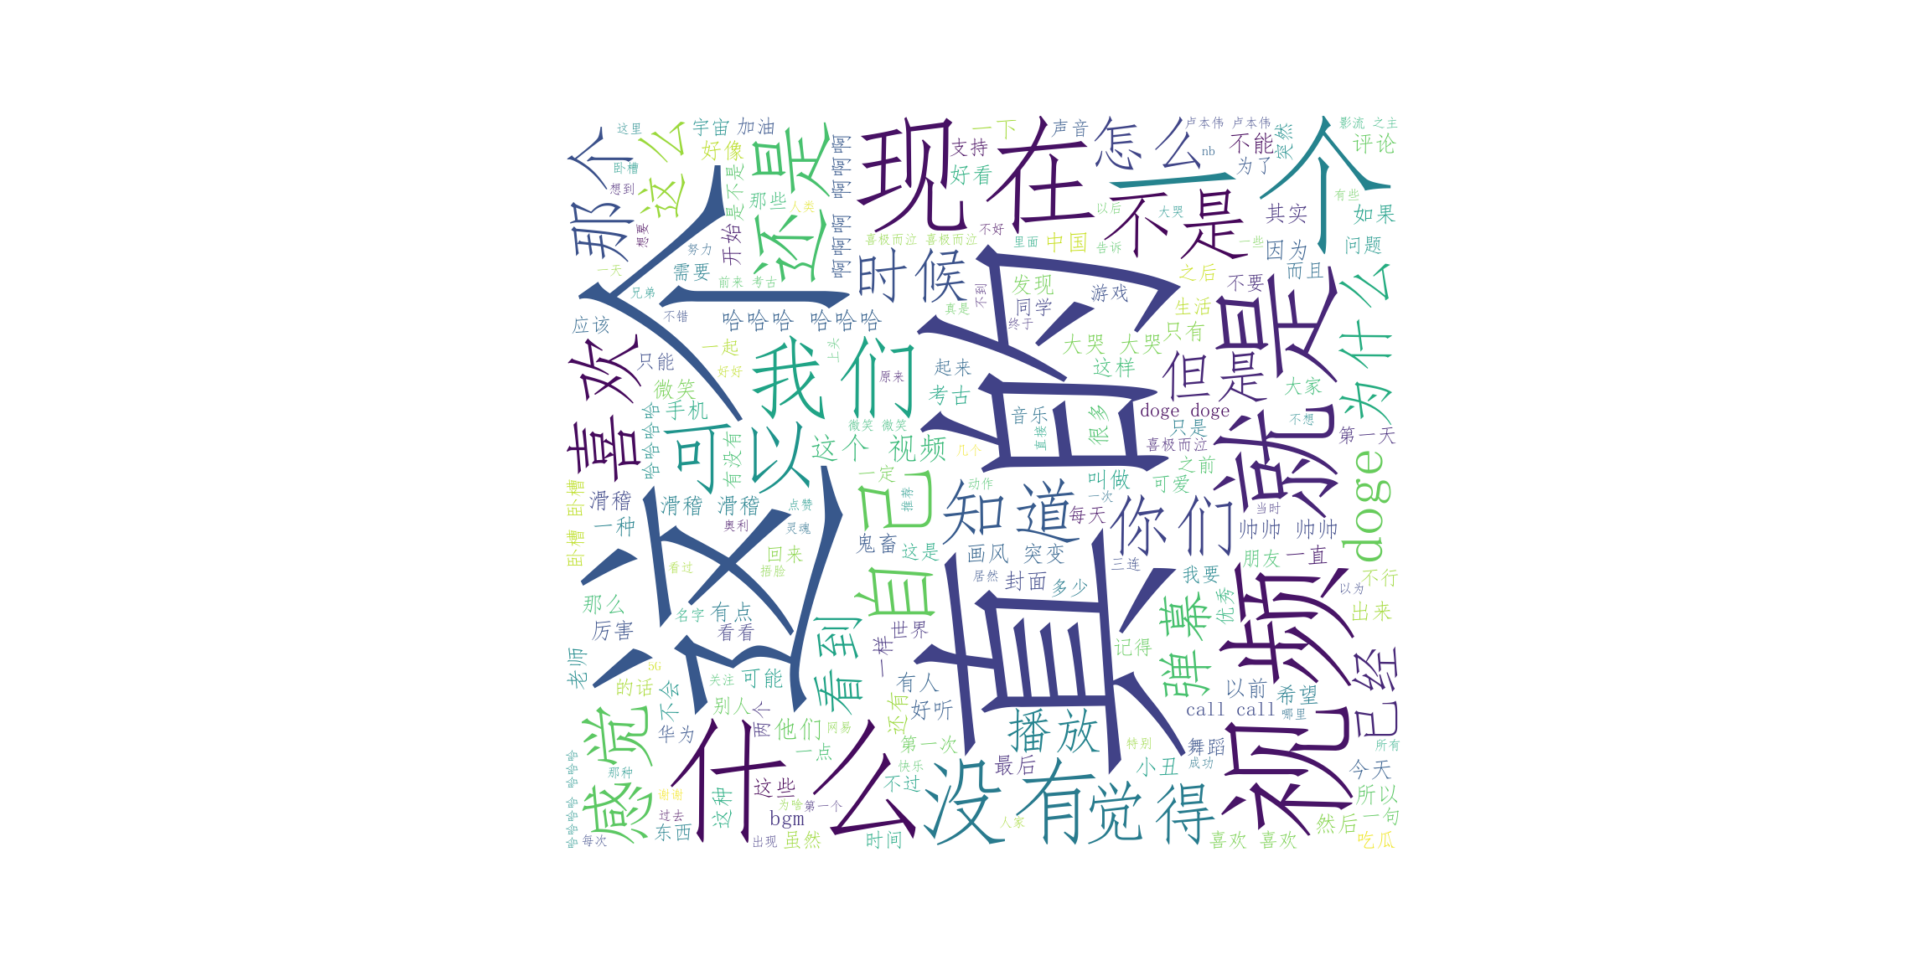 这个
真的
现在
什么
视频
就是
一个
没有
觉得
我们
可以
不是
还是
自己
知道
你们
但是
时候
怎么
那个
这么
喜欢
感觉
看到
播放
弹幕
为什么
doge
已经
这个 视频
哈哈哈 哈哈哈
啊啊啊 啊啊啊
这里
宇宙
加油
好像
卧槽
想到
是不是
那些
人类
想要
开始
努力
需要
一天
兄弟
前来 考古
不错
应该
只能
一起
好好
上头
微笑
手机
哈哈哈 哈哈哈
有没有
支持
一下
好看
声音
卢本伟 卢本伟
nb
不能
为了
突然
影流 之主
评论
有些
如果
其实
因为
问题
而且
以后
大哭
喜极而泣 喜极而泣
不好
里面
中国
告诉
一些
不到
发现
同学
游戏
之后
不要
生活
真是
终于
只有
大哭 大哭
这样
起来
原来
考古
音乐
直接
很多
doge doge
只是
喜极而泣
大家
不想
第一天
微笑 微笑
几个
一定
动作
叫做
之前
可爱
一次
推荐
每天
当时
帅帅 帅帅
滑稽
滑稽 滑稽
点赞
卧槽 卧槽
一种
奥利
灵魂
鬼畜
这是
画风 突变
回来
看过
捂脸
居然
封面
多少
三连
我要
朋友
一直
优秀
以为
不行
出来
那么
名字
有点
看看
厉害
世界
一样
记得
老师
5G
的话
不会
关注
可能
别人
有人
好听
还有
以前
希望
call call
哪里
华为
两个
他们
网易
一点
第一次
特别
舞蹈
所有
那种
谢谢
这种
这些
快乐
不过
最后
小丑
成功
今天
所以
过去
为啥
第一个
bgm
东西
人家
然后
一句
哈哈哈 哈哈哈
每次
出现
虽然
时间
喜欢 喜欢
吃瓜